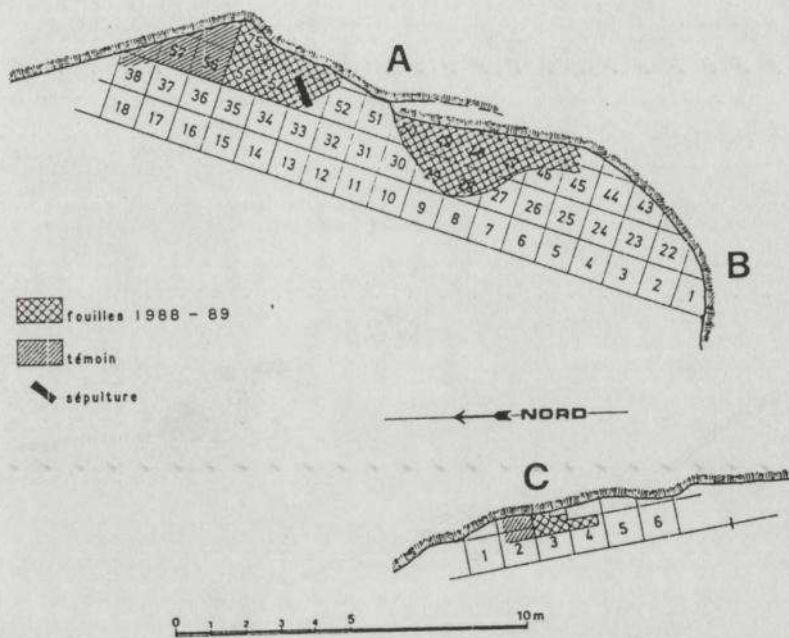 A
57 56
38 37 36 35 34 33 52 51
18 17 16 15 14 13 32 31 30
12 11 10 9 8 27 46 45 44 43
7 6 26 25 24 23 22
5 4 3 2 1
B
fouilles 1988 - 89
témoin
sépulture
NORD
C
1 2 3 4 5 6
0 1 2 3 4 5 10 m